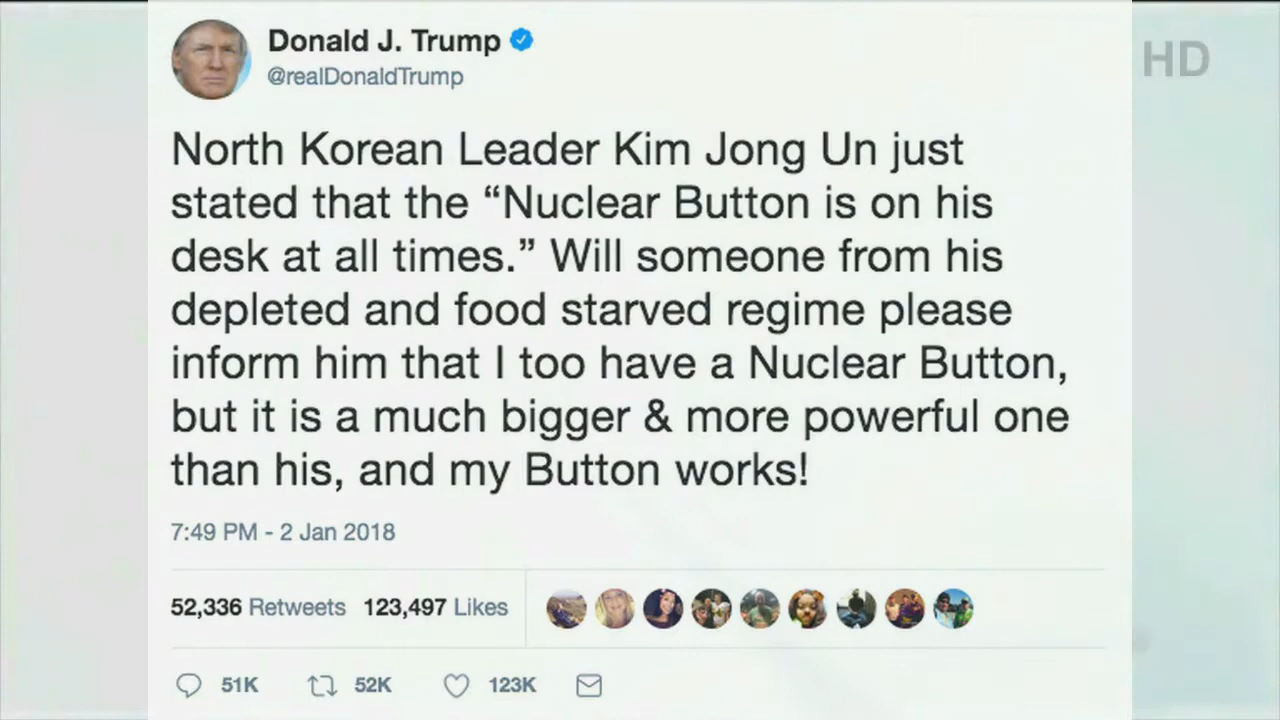 Donald J. Trump
HD
@realDonaldTrump
North Korean Leader Kim Jong Un just
stated that the “Nuclear Button is on his
desk at all times.” Will someone from his
depleted and food starved regime please
inform him that I too have a Nuclear Button,
but it is a much bigger & more powerful one
than his, and my Button works!
7:49 PM - 2 Jan 2018
52,336 Retweets 123,497 Likes
51K 52K 123K